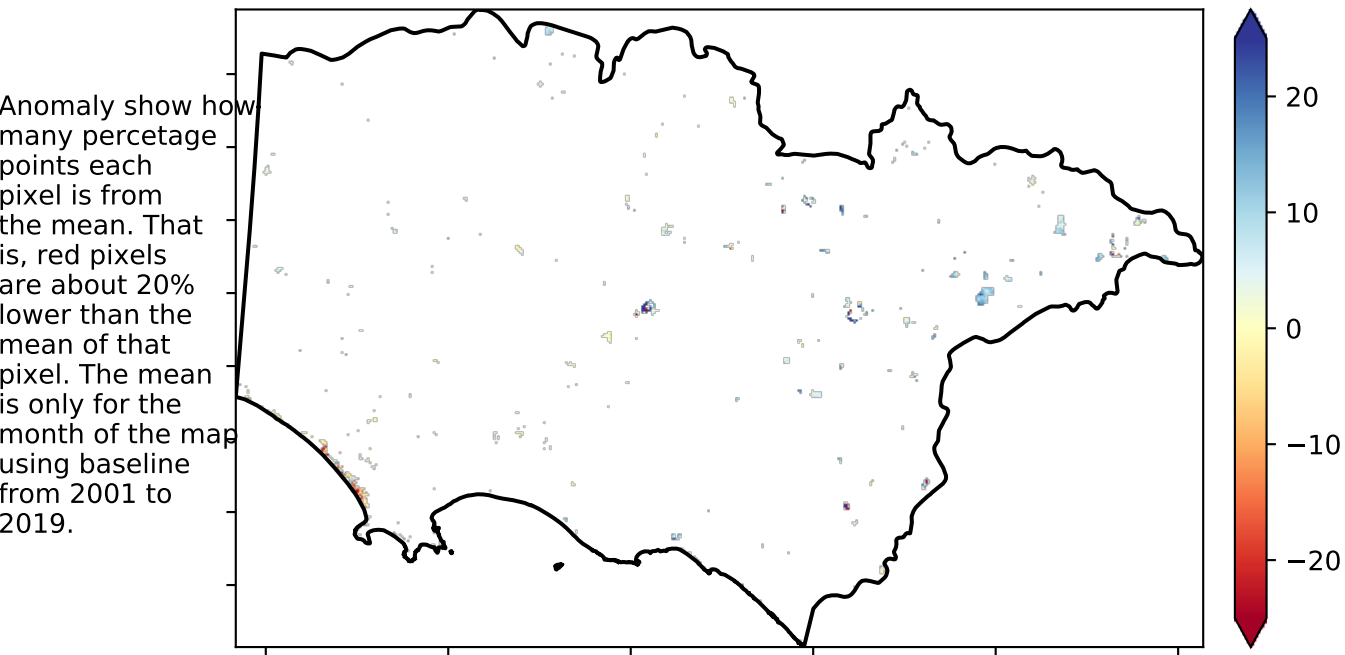 Anomaly show how
many percetage
points each
pixel is from
the mean. That
is, red pixels
are about 20%
lower than the
mean of that
pixel. The mean
is only for the
month of the map
using baseline
from 2001 to
2019.
20
10
0
−10
−20